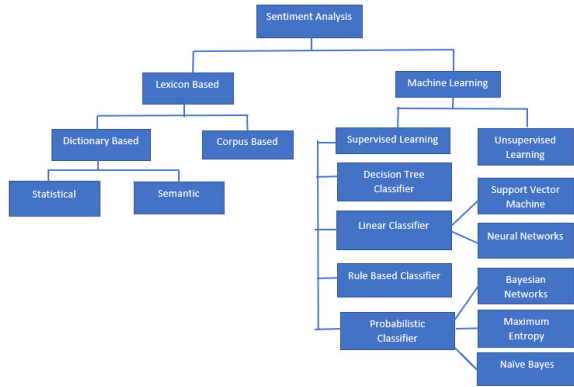 Sentiment Analysis
Lexicon Based
Machine Learning
Dictionary Based
Corpus Based
Supervised Learning
Unsupervised
Learning
Statistical
Semantic
Decision Tree
Classifier
Support Vector
Machine
Linear Classifier
Neural Networks
Rule Based Classifier
Bayesian
Networks
Probabilistic
Classifier
Maximum
Entropy
Naïve Bayes